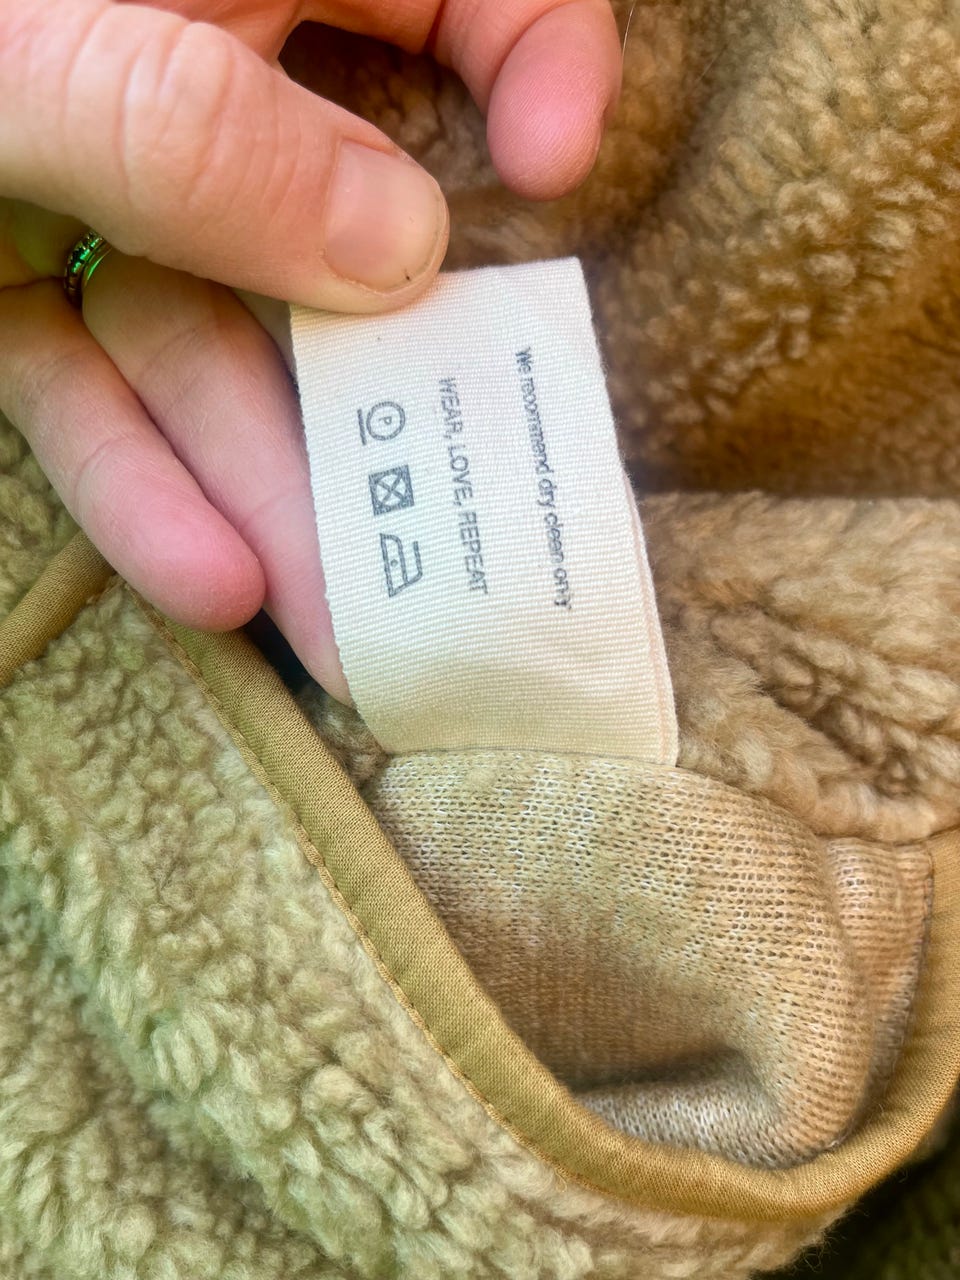 We recommend dry clean only
WEAR, LOVE, REPEAT
P